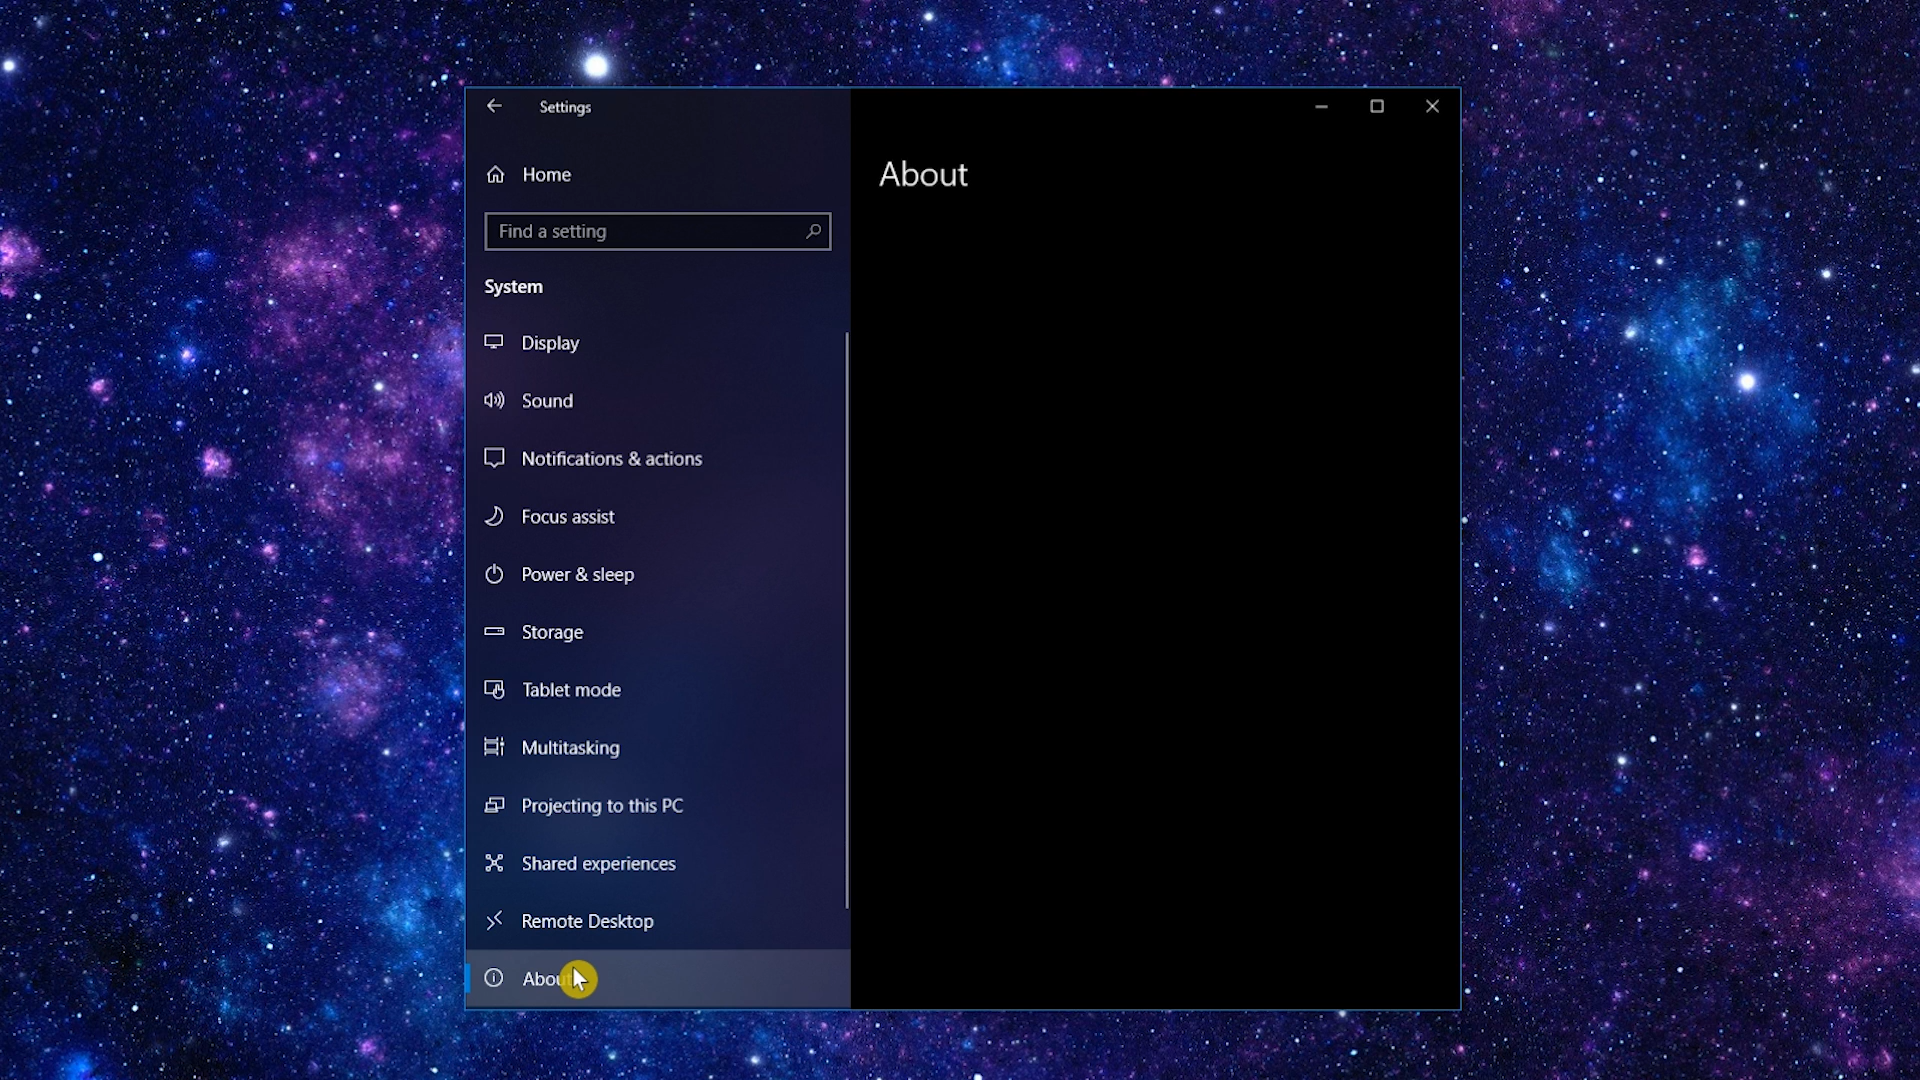 Settings
Home
Find a setting
System
Display
Sound
Notifications & actions
Focus assist
Power & sleep
Storage
Tablet mode
Multitasking
Projecting to this PC
Shared experiences
Remote Desktop
About
About